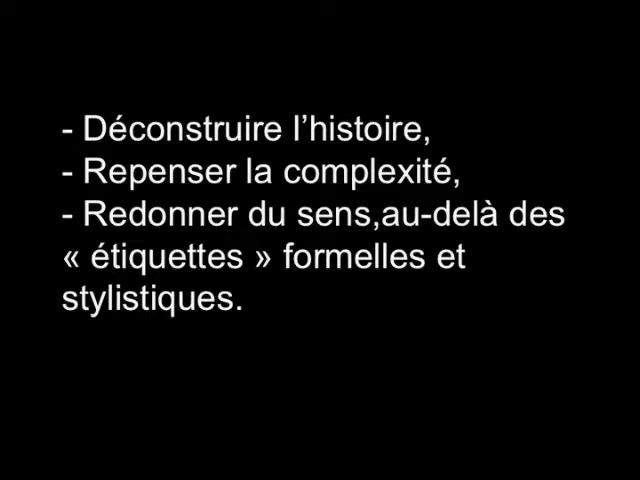 - Déconstruire l’histoire,
- Repenser la complexité,
- Redonner du sens,au-delà des
« étiquettes » formelles et
stylistiques.